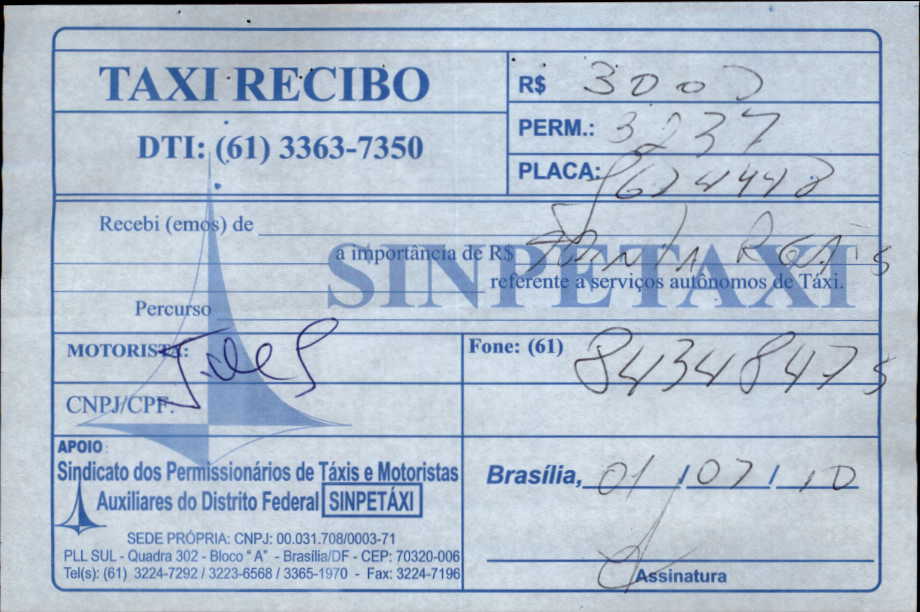 TAXI RECIBO
DTI: (61) 3363-7350
R$ 3000
PERM.: 3237
PLACA:
Recebi (emos) de
a importância de R$ REAIS
SINPETAXI
referente a serviços autônomos de Táxi.
Percurso
MOTORISTA:
Fone: (61) 84348475
CNPJ/CPF:
APOIO:
Sindicato dos Permissionários de Táxis e Motoristas
Auxiliares do Distrito Federal SINPETÁXI
SEDE PRÓPRIA: CNPJ: 00.031.708/0003-71
PLL SUL - Quadra 302 - Bloco "A" - Brasília/DF - CEP: 70320-006
Tel(s): (61) 3224-7292 / 3223-6568 / 3365-1970 - Fax: 3224-7196
Brasília, 01/07/10
Assinatura